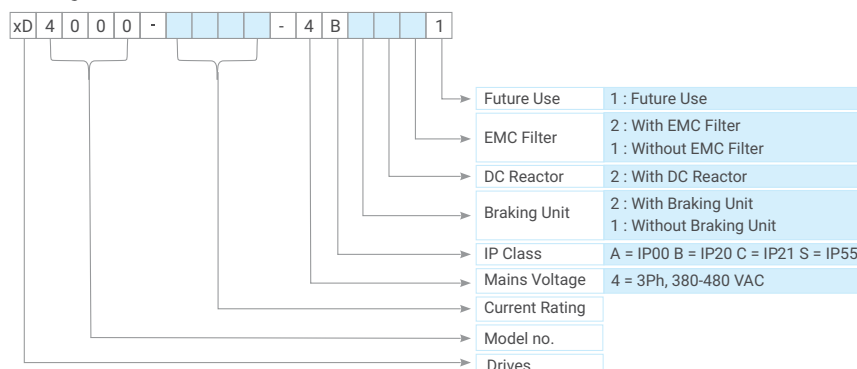 xD 4 0 0 0 - - 4 B 1
Future Use 1 : Future Use
EMC Filter 2 : With EMC Filter
1 : Without EMC Filter
DC Reactor 2 : With DC Reactor
Braking Unit 2 : With Braking Unit
1 : Without Braking Unit
IP Class A = IP00 B = IP20 C = IP21 S = IP55
Mains Voltage 4 = 3Ph, 380-480 VAC
Current Rating
Model no.
Drives